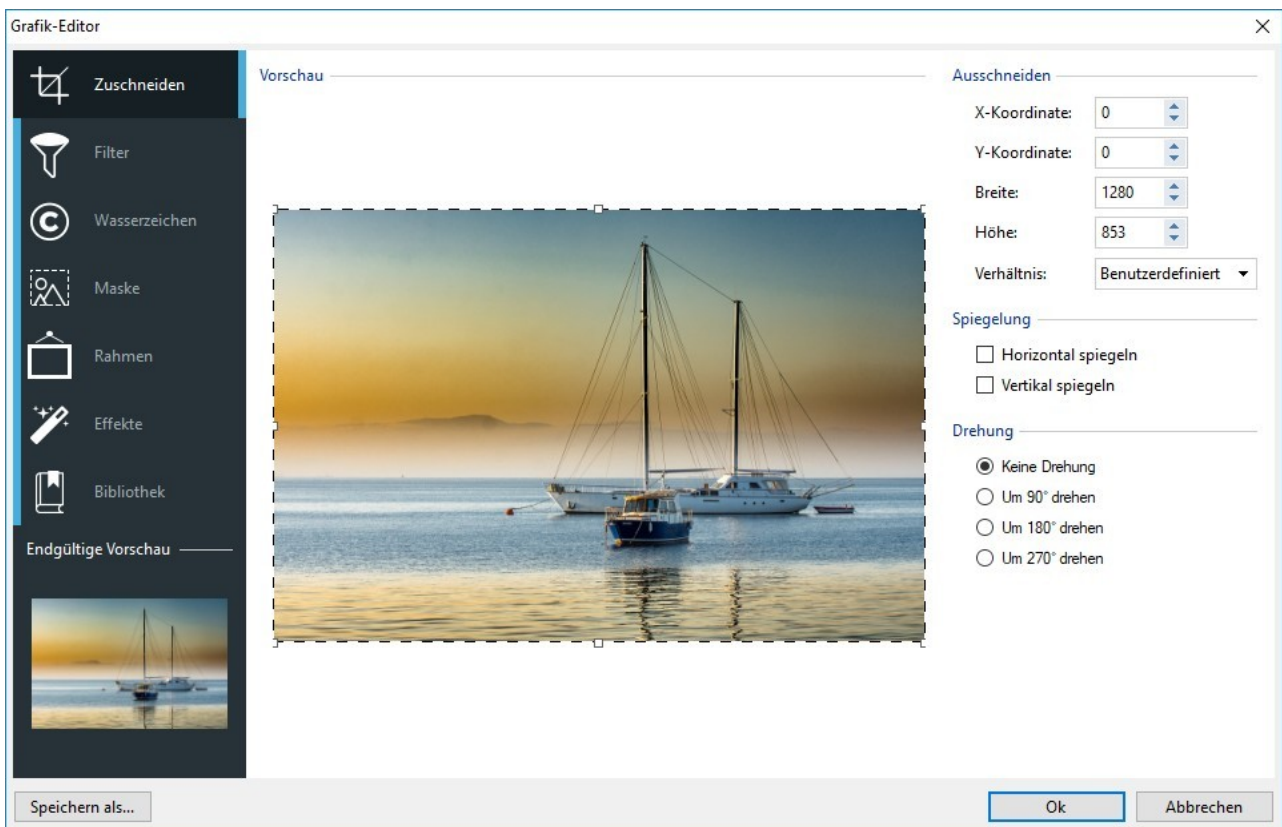 Grafik-Editor
Zuschneiden
Filter
Wasserzeichen
Maske
Rahmen
Effekte
Bibliothek
Endgültige Vorschau
Vorschau
Ausschneiden
X-Koordinate: 0
Y-Koordinate: 0
Breite: 1280
Höhe: 853
Verhältnis: Benutzerdefiniert
Spiegelung
Horizontal spiegeln
Vertikal spiegeln
Drehung
Keine Drehung
Um 90° drehen
Um 180° drehen
Um 270° drehen
Speichern als...
Ok
Abbrechen